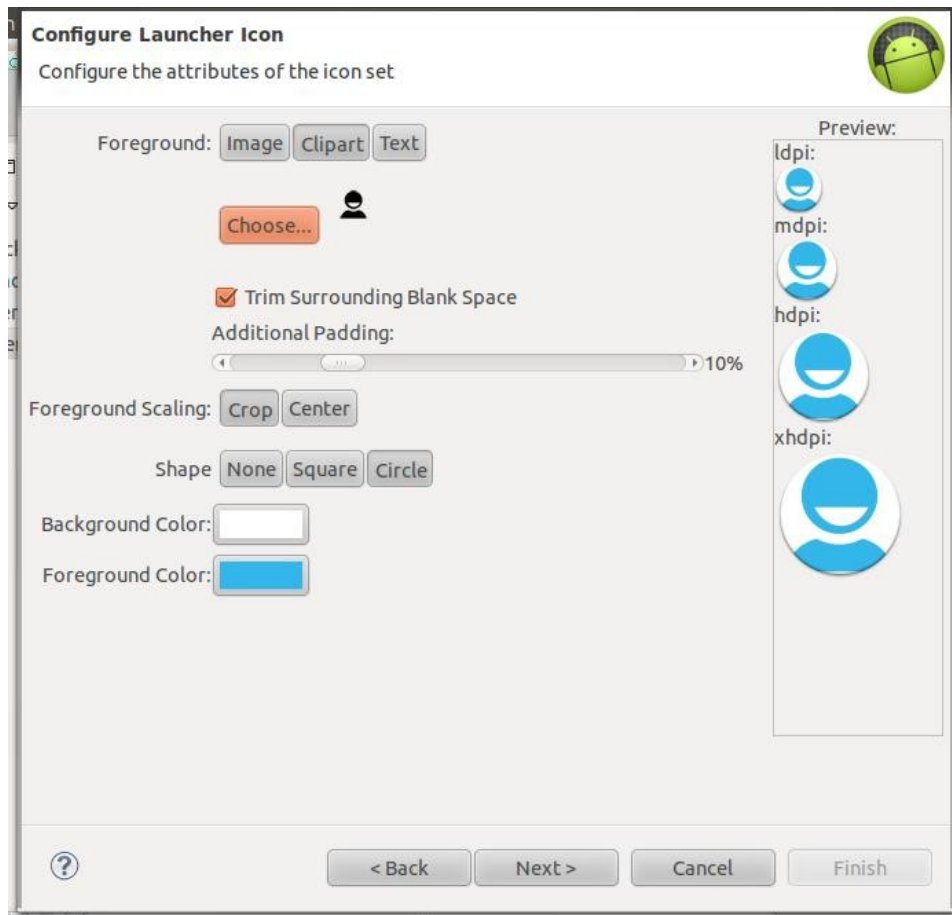 Configure Launcher Icon
Configure the attributes of the icon set
Foreground: Image Clipart Text
Choose...
Trim Surrounding Blank Space
Additional Padding:
10%
Foreground Scaling: Crop Center
Shape None Square Circle
Background Color:
Foreground Color:
Preview:
ldpi:
mdpi:
hdpi:
xhdpi:
? < Back Next > Cancel Finish